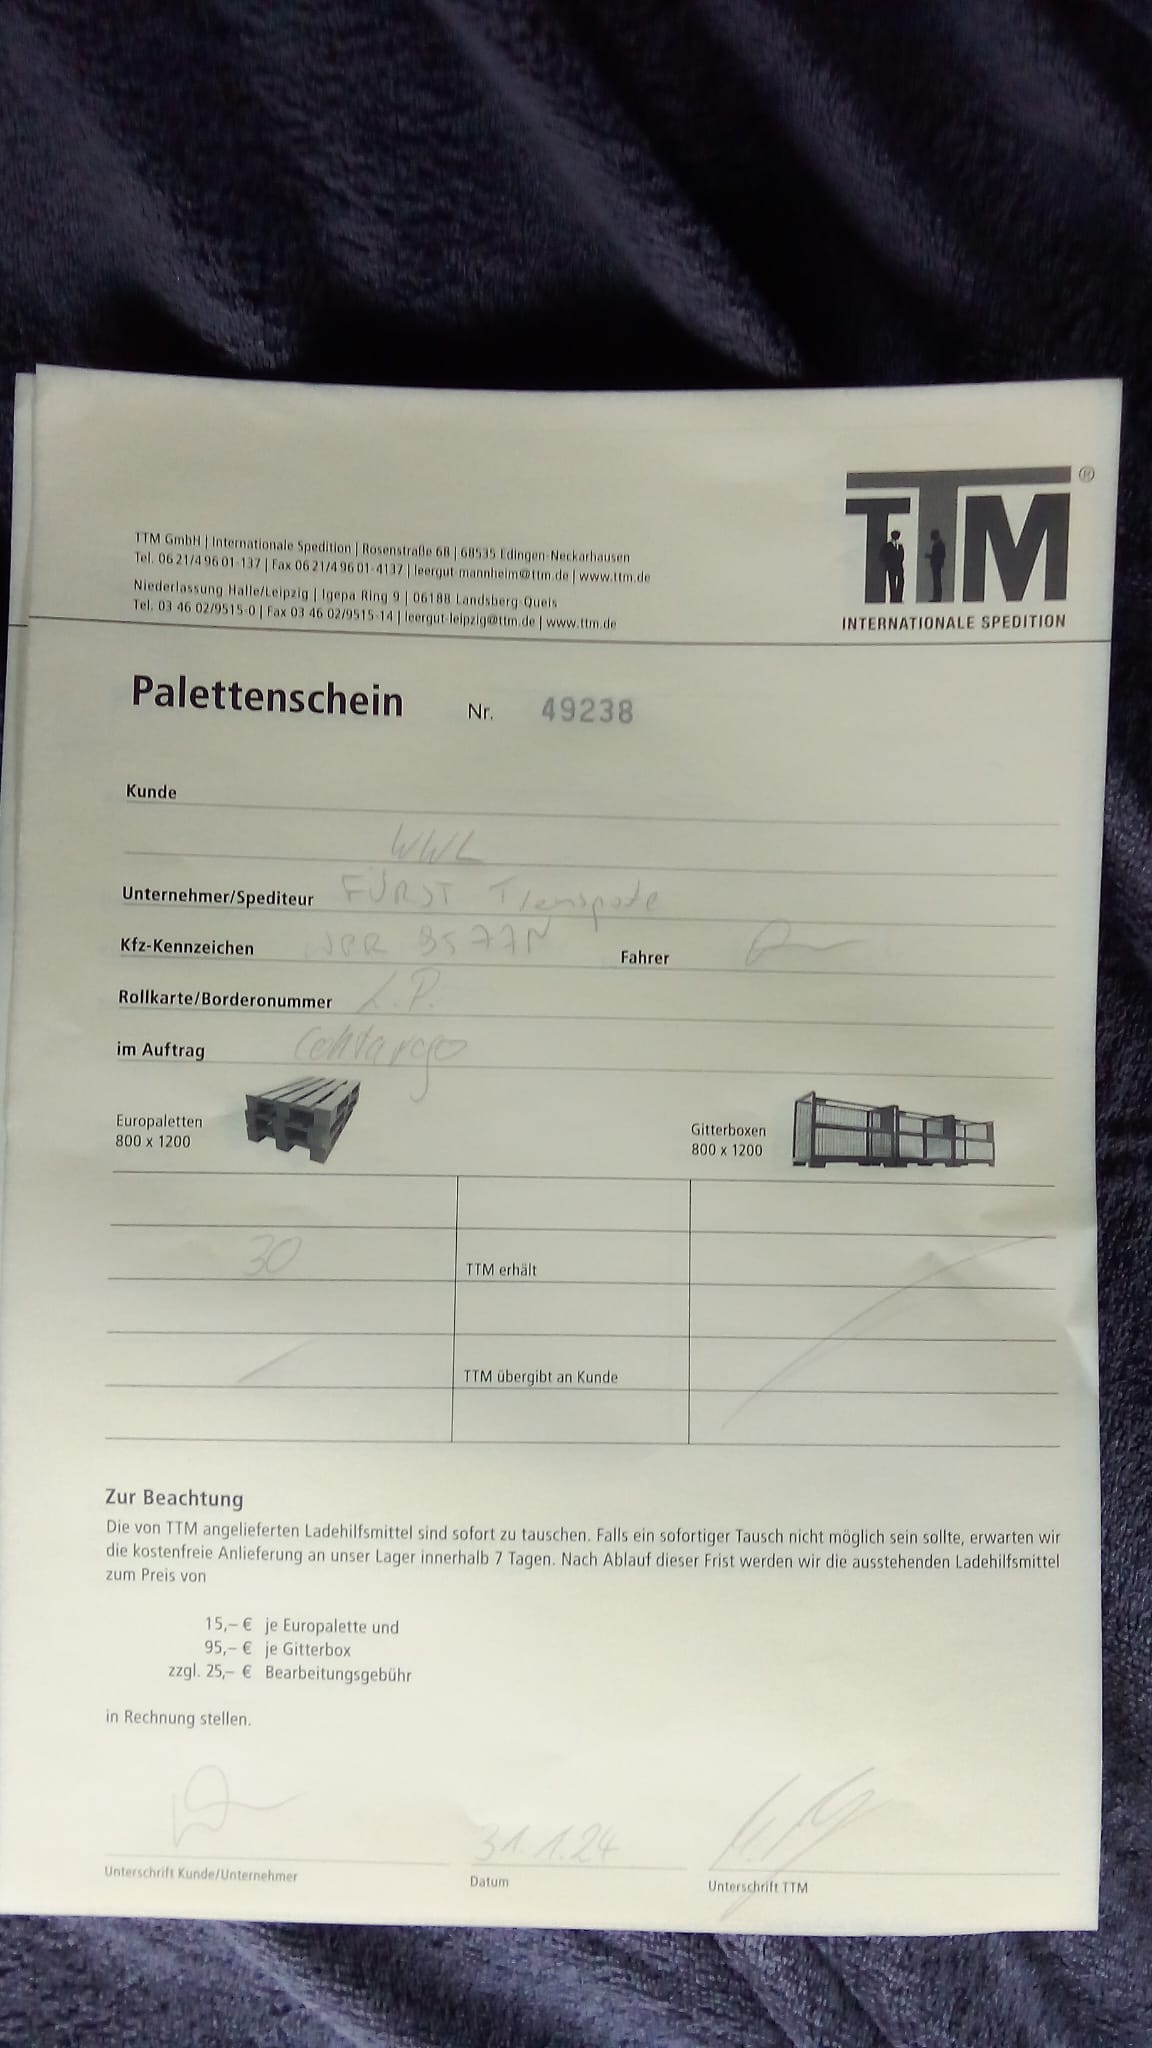 TTM®
INTERNATIONALE SPEDITION
TTM GmbH | Internationale Spedition | Rosenstraße 68 | 68535 Edingen-Neckarhausen
Tel. 06 21/4 96 01-137 | Fax 06 21/4 96 01-4137 | leergut-mannheim@ttm.de | www.ttm.de
Niederlassung Halle/Leipzig | Igepa Ring 9 | 06188 Landsberg-Queis
Tel. 03 46 02/9515-0 | Fax 03 46 02/9515-14 | leergut-leipzig@ttm.de | www.ttm.de
Palettenschein Nr. 49238
Kunde
WWL
Unternehmer/Spediteur FÜRST Transporte
Kfz-Kennzeichen Fahrer
Rollkarte/Borderonummer L.P.
im Auftrag Contargo
Europaletten
800 x 1200
Gitterboxen
800 x 1200
30 TTM erhält
TTM übergibt an Kunde
Zur Beachtung
Die von TTM angelieferten Ladehilfsmittel sind sofort zu tauschen. Falls ein sofortiger Tausch nicht möglich sein sollte, erwarten wir
die kostenfreie Anlieferung an unser Lager innerhalb 7 Tagen. Nach Ablauf dieser Frist werden wir die ausstehenden Ladehilfsmittel
zum Preis von
15,– € je Europalette und
95,– € je Gitterbox
zzgl. 25,– € Bearbeitungsgebühr
in Rechnung stellen.
31.1.24
Unterschrift Kunde/Unternehmer Datum Unterschrift TTM